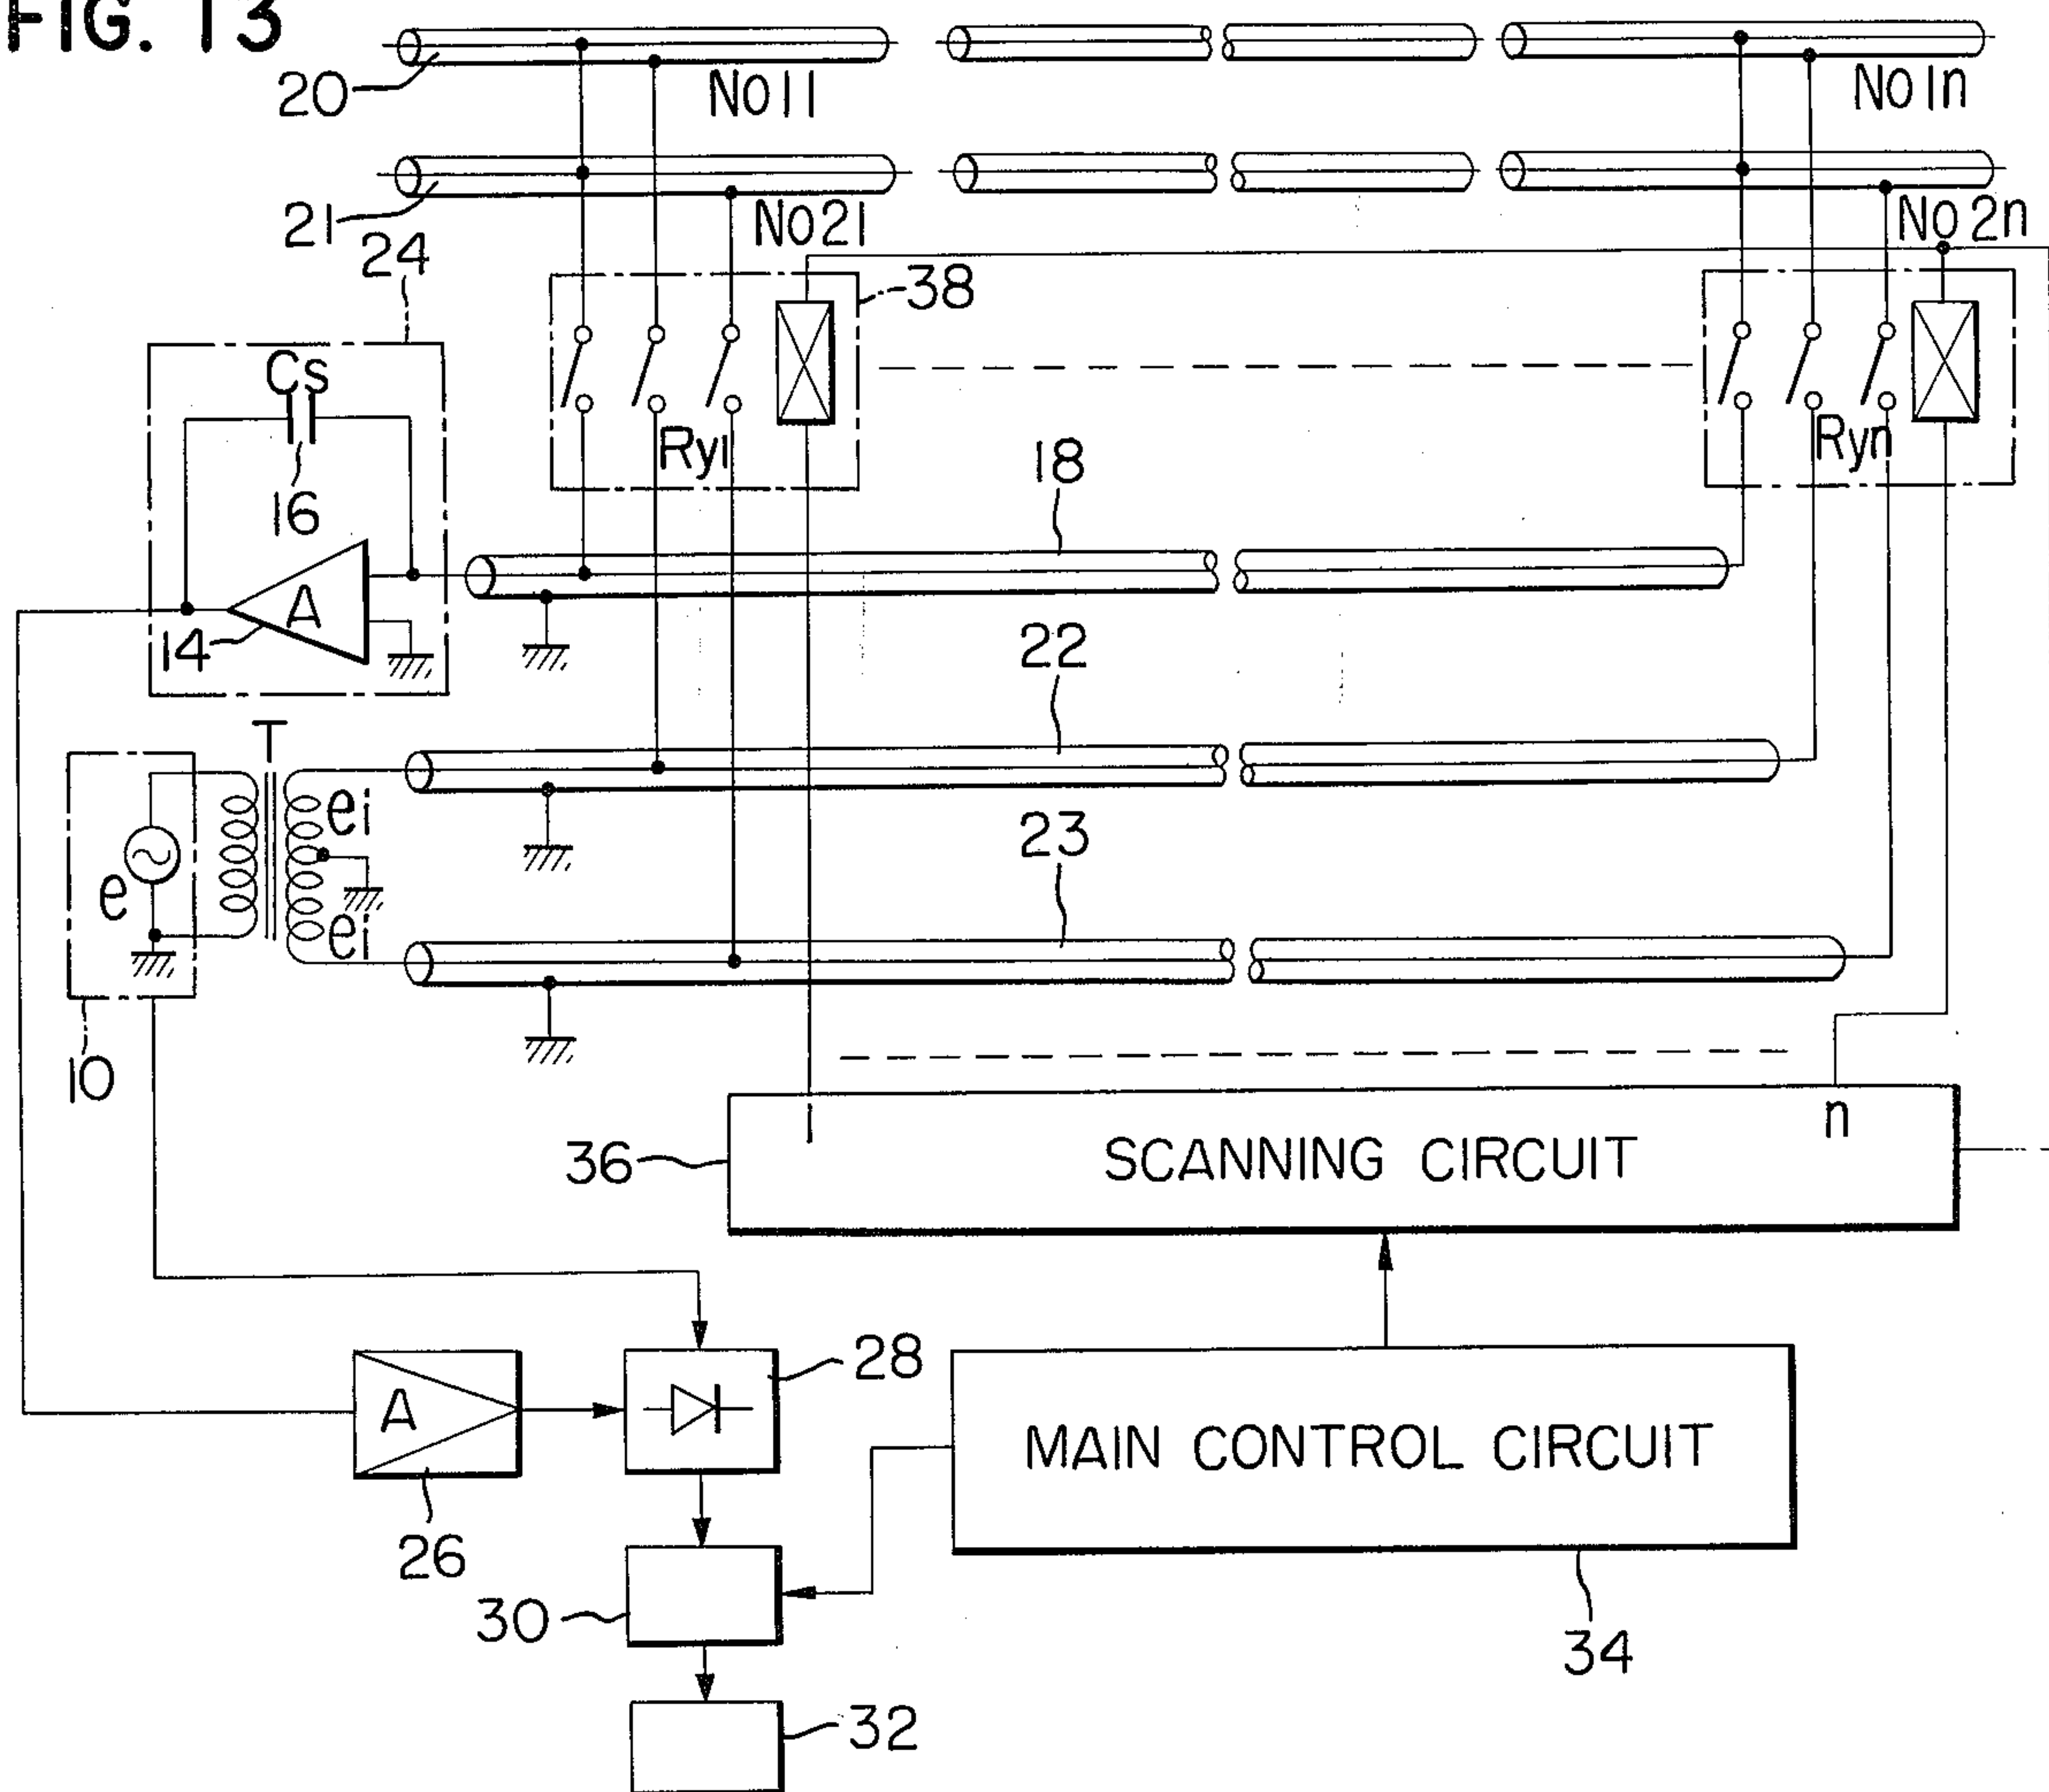 FIG. 13
20
No11
No1n
21
No21
No2n
24
38
Cs
16
Ry1
Ryn
18
A
14
22
T
ei
e
ei
23
10
n
36
SCANNING CIRCUIT
28
A
MAIN CONTROL CIRCUIT
26
30
34
32